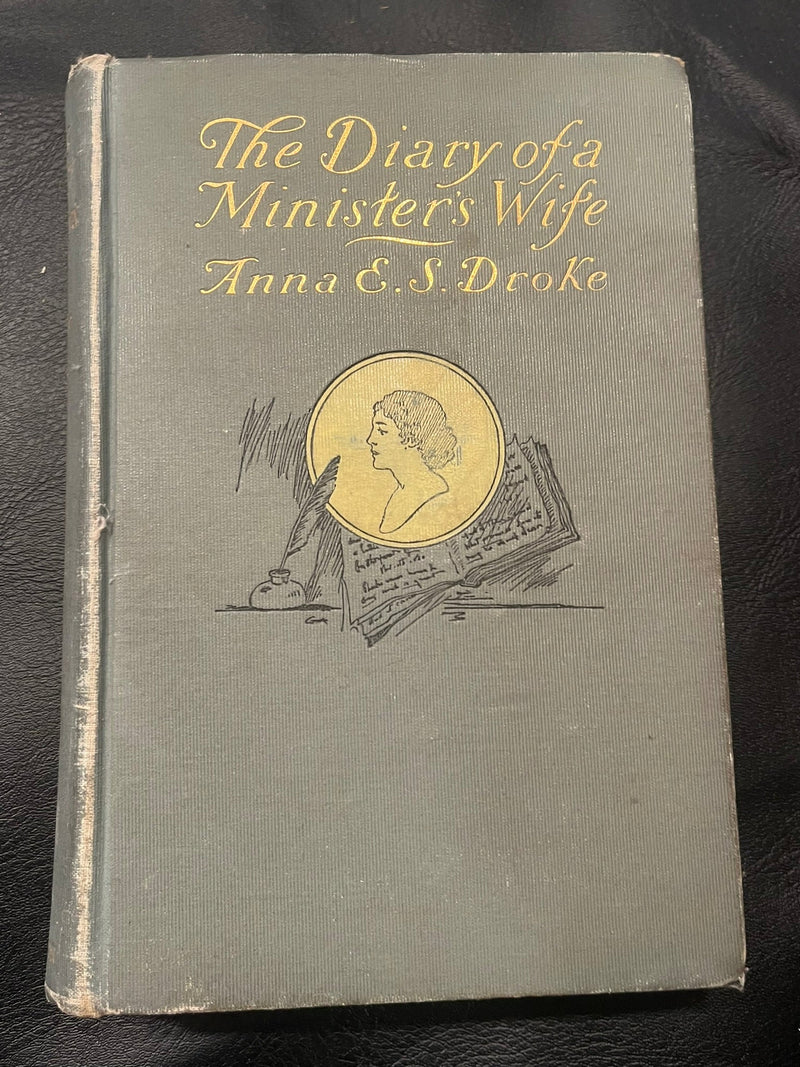 The Diary of a
Minister's Wife
Anna E. S. Droke